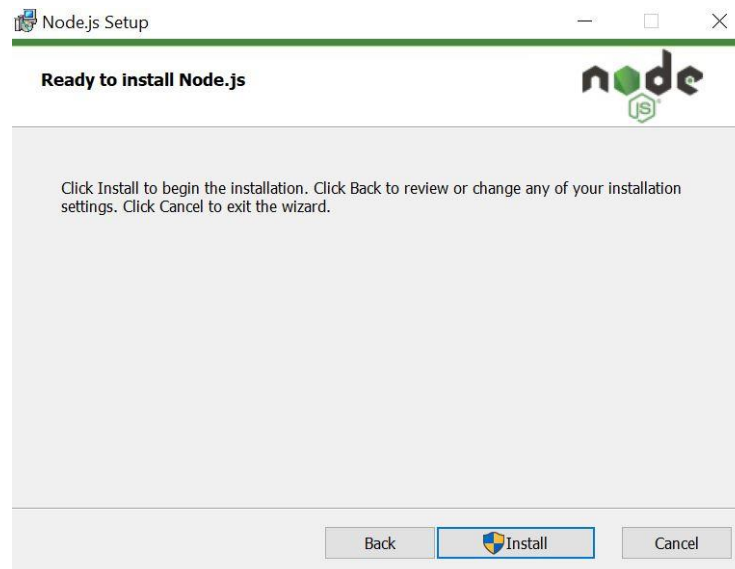 Node.js Setup
Ready to install Node.js
node
JS
Click Install to begin the installation. Click Back to review or change any of your installation
settings. Click Cancel to exit the wizard.
Back
Install
Cancel